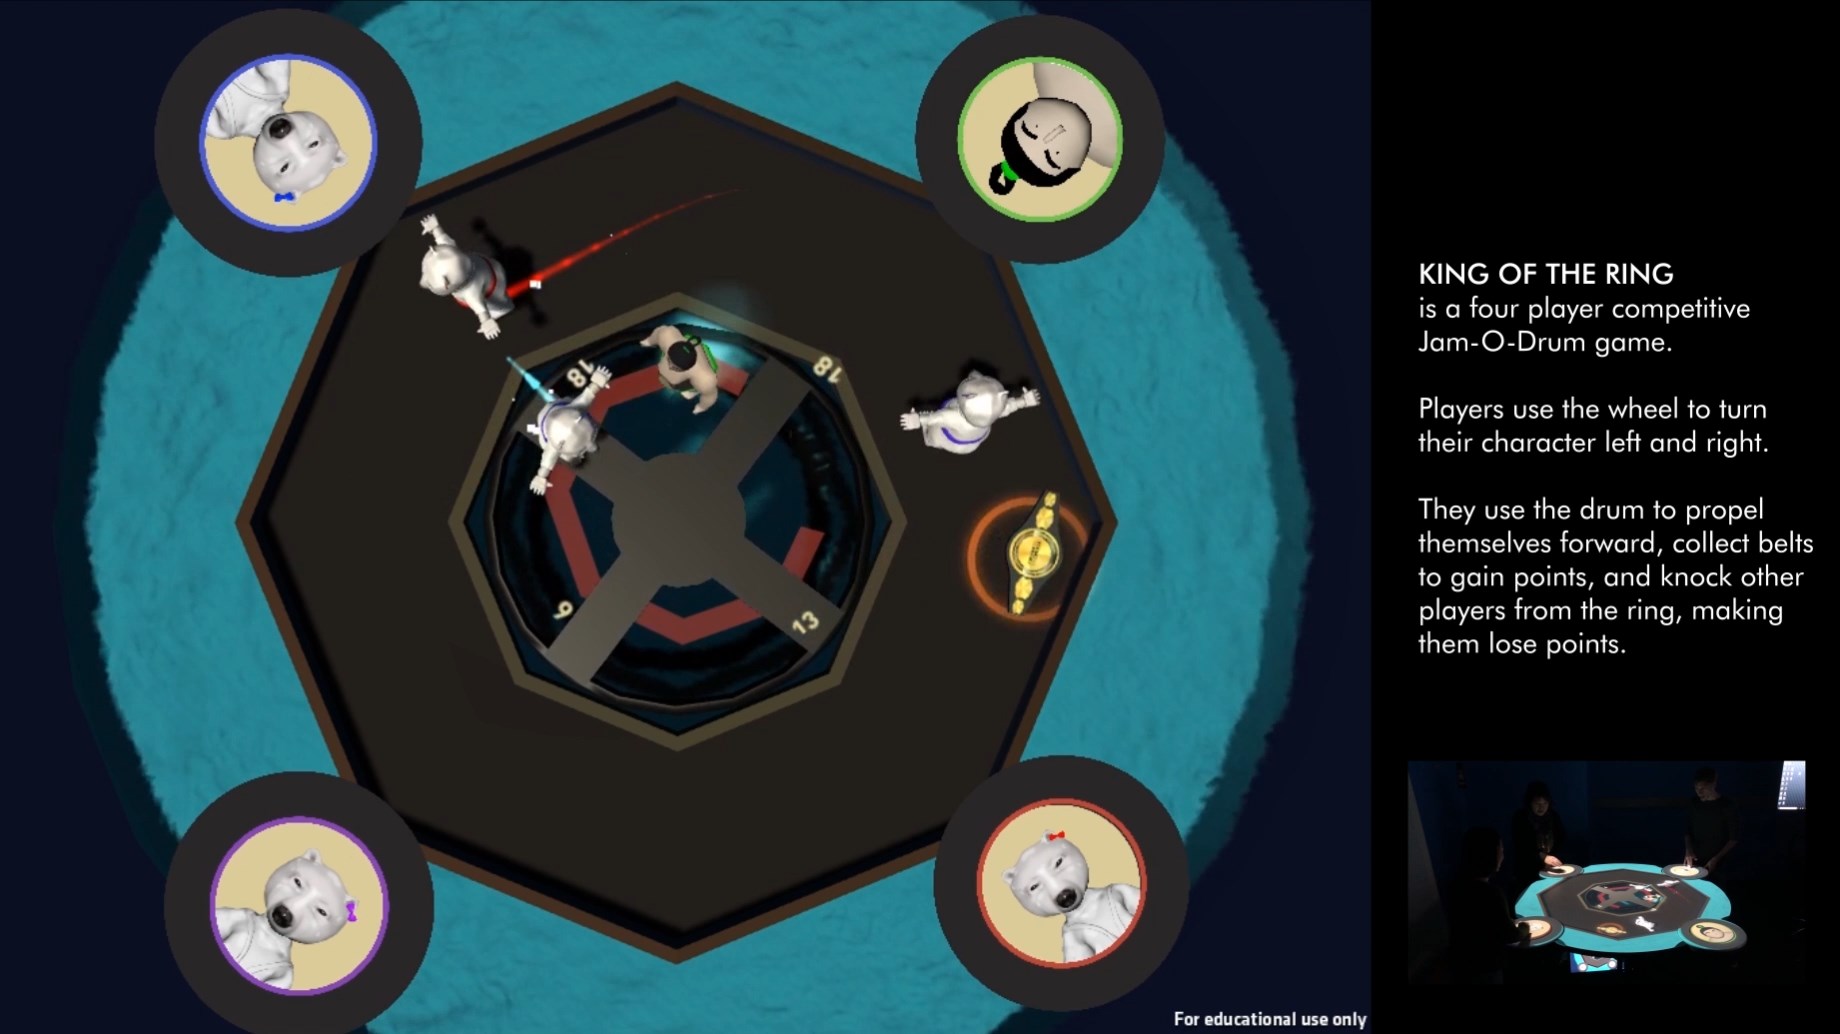 18
18
9
13
KING OF THE RING
is a four player competitive
Jam-O-Drum game.
Players use the wheel to turn
their character left and right.
They use the drum to propel
themselves forward, collect belts
to gain points, and knock other
players from the ring, making
them lose points.
For educational use only